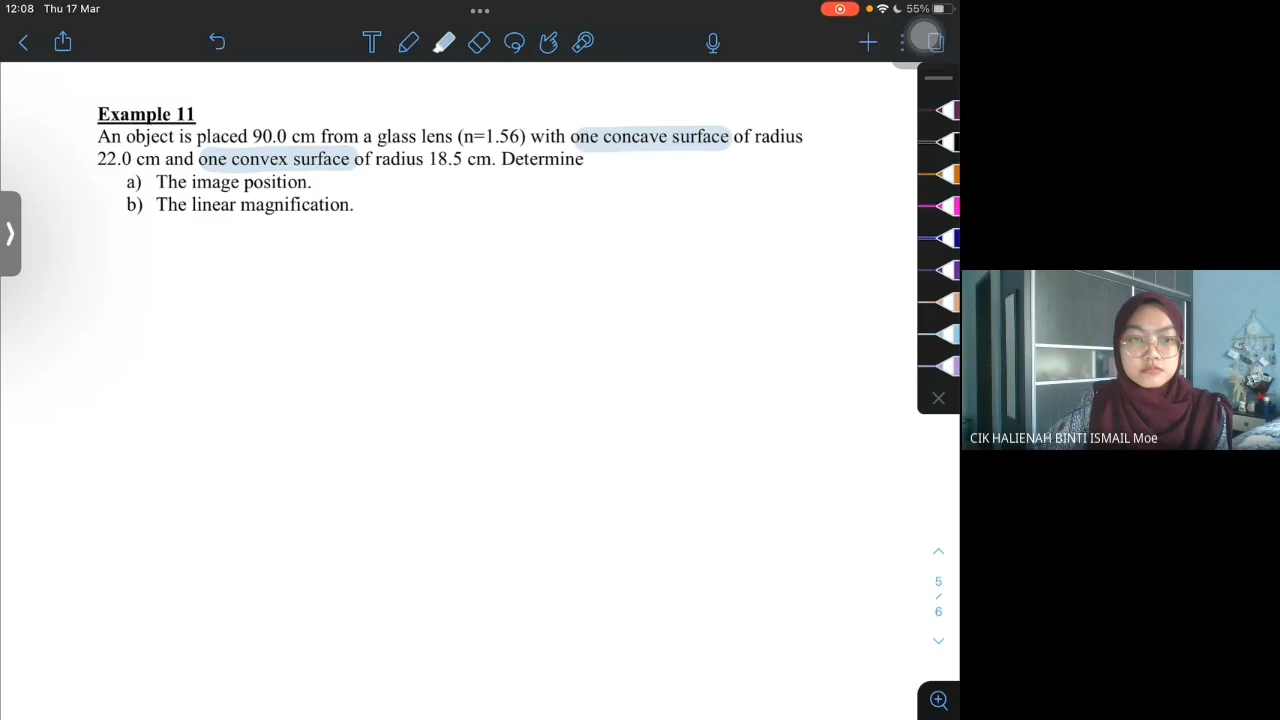 12:08 Thu 17 Mar
55%
T
Example 11
An object is placed 90.0 cm from a glass lens (n=1.56) with one concave surface of radius
22.0 cm and one convex surface of radius 18.5 cm. Determine
a) The image position.
b) The linear magnification.
5
/
6
CIK HALIENAH BINTI ISMAIL Moe